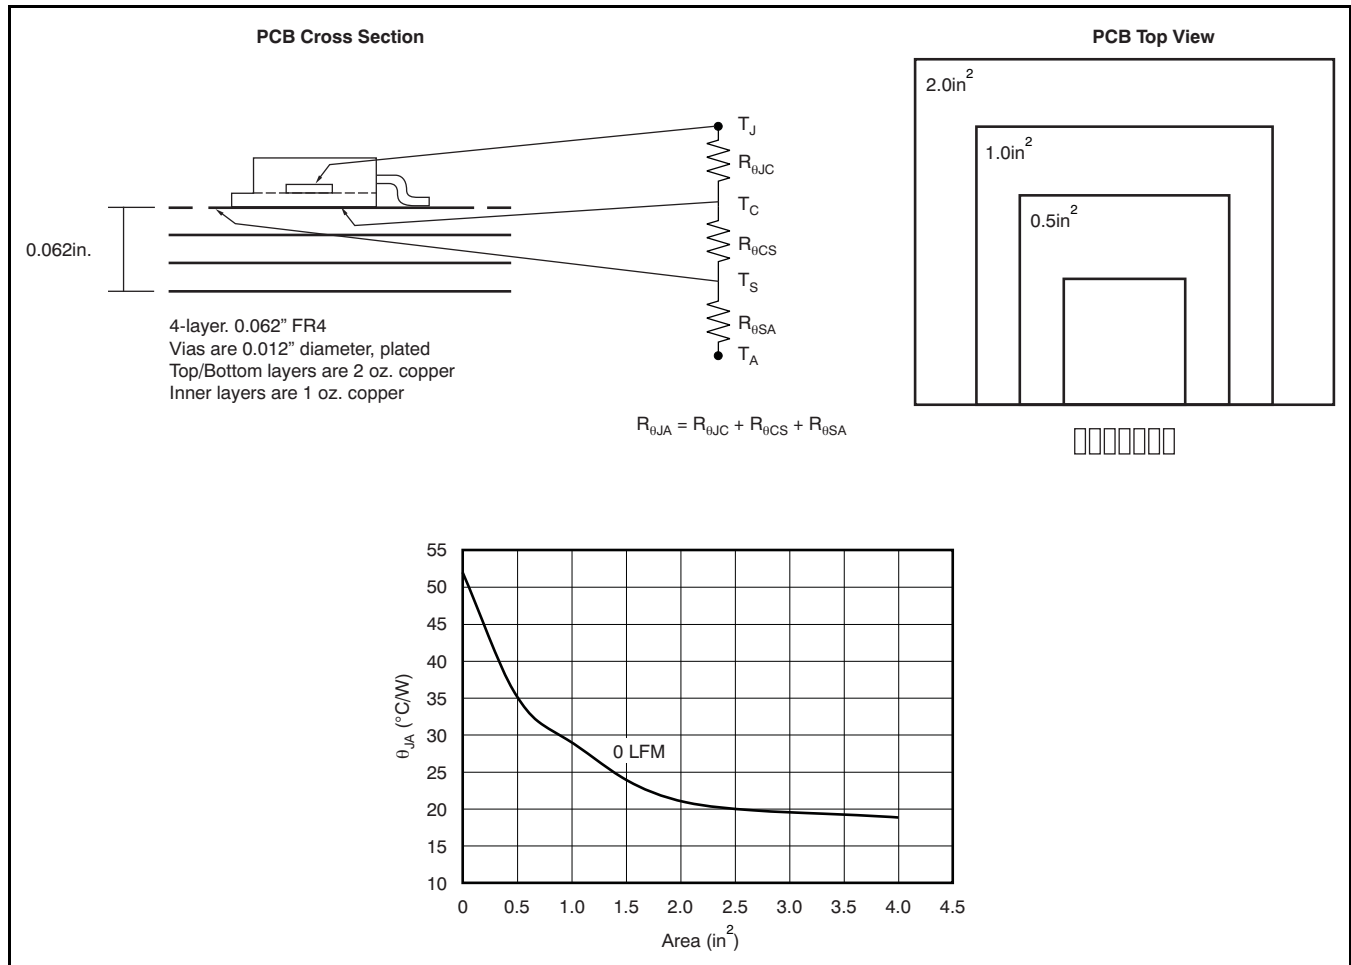 PCB Cross Section
PCB Top View
2.0in²
1.0in²
0.5in²
T_J
R_θJC
T_C
R_θCS
T_S
R_θSA
T_A
0.062in.
4-layer. 0.062” FR4
Vias are 0.012” diameter, plated
Top/Bottom layers are 2 oz. copper
Inner layers are 1 oz. copper
R_θJA = R_θJC + R_θCS + R_θSA
55
50
45
40
35
30
25
20
15
10
θ_JA (°C/W)
0 LFM
0 0.5 1.0 1.5 2.0 2.5 3.0 3.5 4.0 4.5
Area (in²)